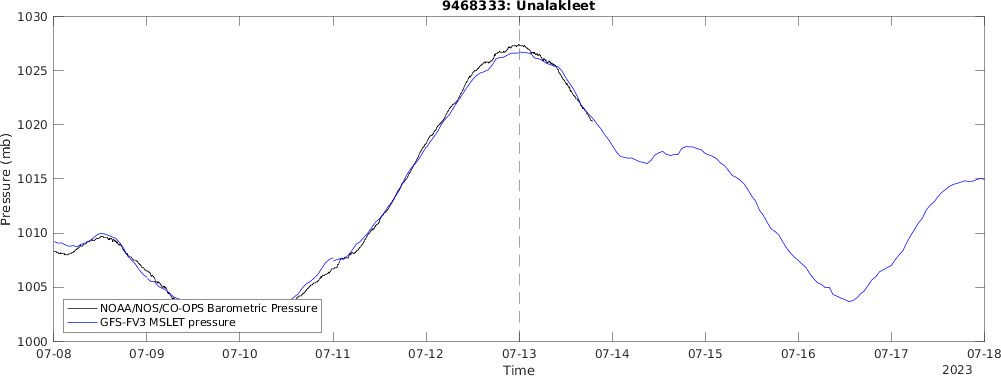 9468333: Unalakleet
1030
1025
1020
1015
1010
1005
1000
Pressure (mb)
NOAA/NOS/CO-OPS Barometric Pressure
GFS-FV3 MSLET pressure
07-08 07-09 07-10 07-11 07-12 07-13 07-14 07-15 07-16 07-17 07-18
Time
2023